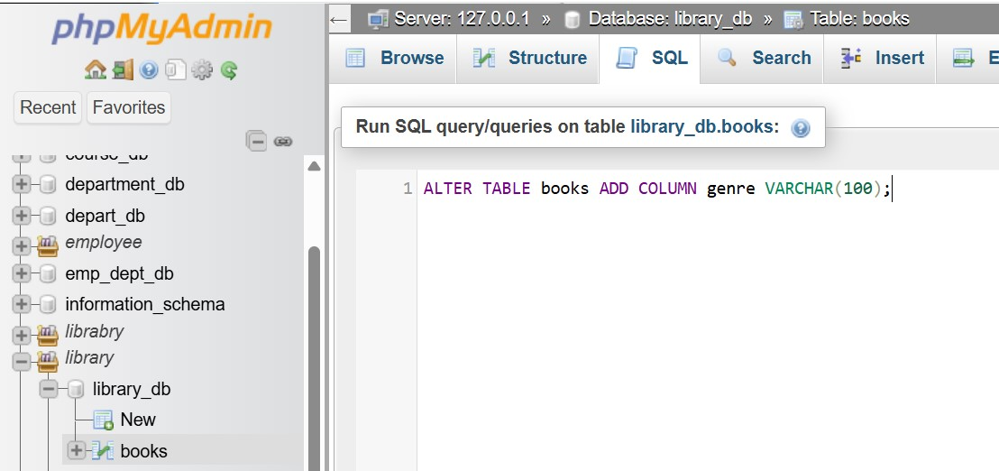 phpMyAdmin
Recent Favorites
department_db
depart_db
employee
emp_dept_db
information_schema
librabry
library
library_db
New
books
Server: 127.0.0.1 » Database: library_db » Table: books
Browse Structure SQL Search Insert E
Run SQL query/queries on table library_db.books:
1 ALTER TABLE books ADD COLUMN genre VARCHAR(100);